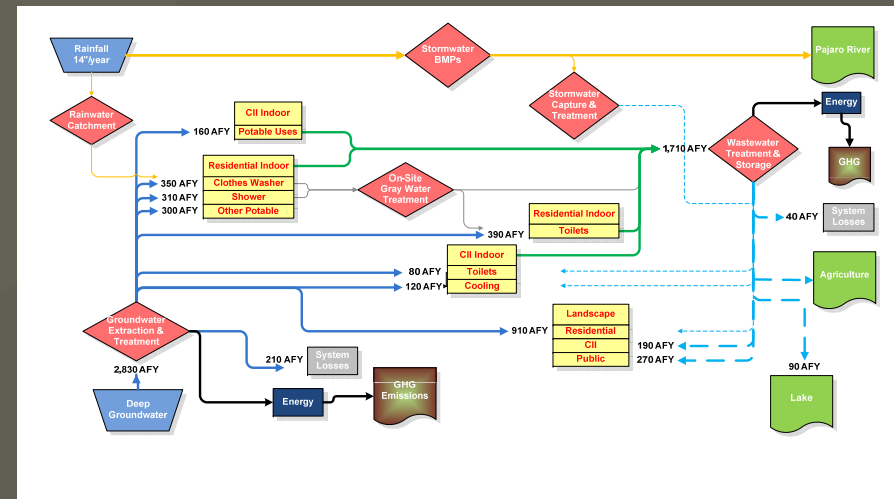 Rainfall
14"/year
Stormwater
BMPs
Pajaro River
Rainwater
Catchment
Stormwater
Capture &
Treatment
Energy
CII Indoor
160 AFY
Potable Uses
1,710 AFY
Wastewater
Treatment &
Storage
GHG
Residential Indoor
350 AFY
Clothes Washer
310 AFY
Shower
300 AFY
Other Potable
On-Site
Gray Water
Treatment
Residential Indoor
Toilets
390 AFY
40 AFY
System
Losses
CII Indoor
80 AFY
Toilets
120 AFY
Cooling
Agriculture
Groundwater
Extraction &
Treatment
Landscape
910 AFY
Residential
CII
190 AFY
Public
270 AFY
210 AFY
System
Losses
2,830 AFY
90 AFY
Deep
Groundwater
Energy
GHG
Emissions
Lake